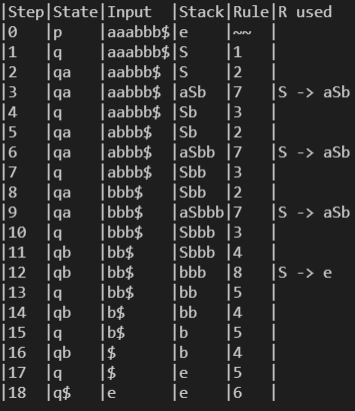 |Step|State|Input |Stack|Rule|R used
|0 |p |aaabbb$|e |~~ |
|1 |q |aaabbb$|S |1 |
|2 |qa |aabbb$ |S |2 |
|3 |qa |aabbb$ |aSb |7 |S -> aSb
|4 |q |aabbb$ |Sb |3 |
|5 |qa |abbb$ |Sb |2 |
|6 |qa |abbb$ |aSbb |7 |S -> aSb
|7 |q |abbb$ |Sbb |3 |
|8 |qa |bbb$ |Sbb |2 |
|9 |qa |bbb$ |aSbbb|7 |S -> aSb
|10 |q |bbb$ |Sbbb |3 |
|11 |qb |bb$ |Sbbb |4 |
|12 |qb |bb$ |bbb |8 |S -> e
|13 |q |bb$ |bb |5 |
|14 |qb |b$ |bb |4 |
|15 |q |b$ |b |5 |
|16 |qb |$ |b |4 |
|17 |q |$ |e |5 |
|18 |q$ |e |e |6 |